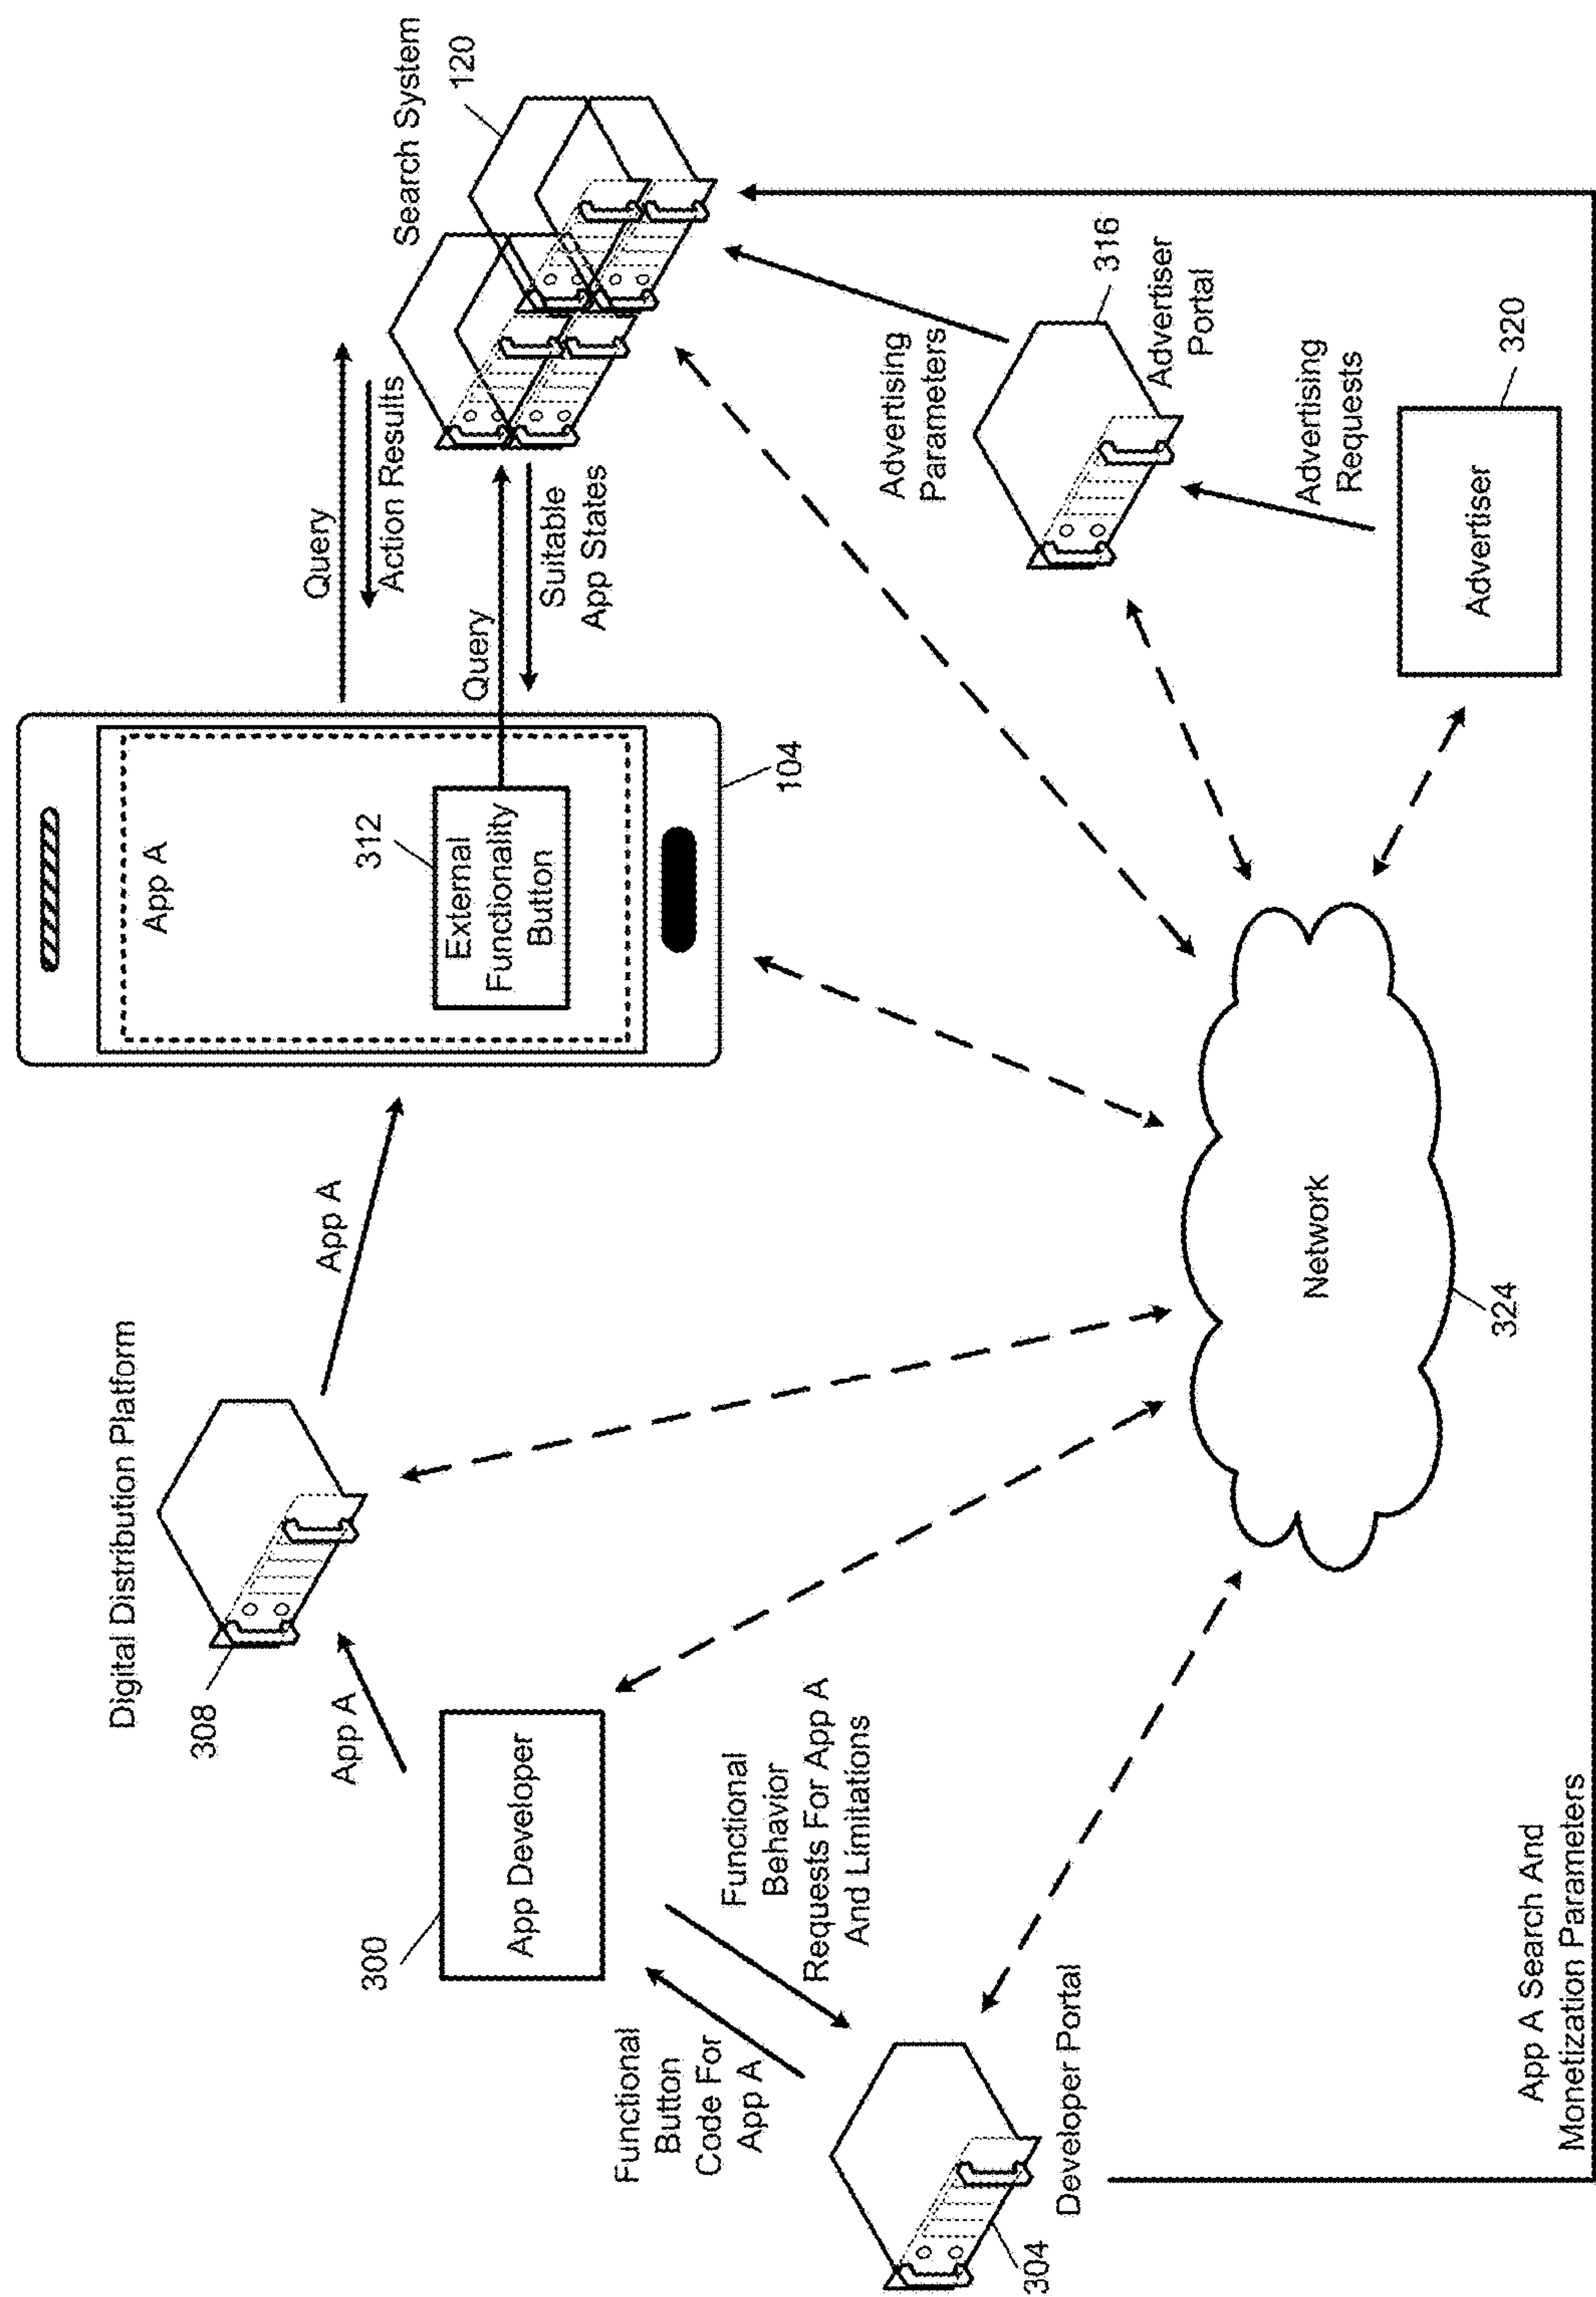 Digital Distribution Platform
308
App A
App A
App A
312
External
Functionality
Button
104
Query
Action Results
Query
Suitable
App States
Search System
120
300
App Developer
Functional
Button
Code For
App A
Functional
Behavior
Requests For App A
And Limitations
Developer Portal
304
Network
324
Advertising
Parameters
316
Advertiser
Portal
Advertising
Requests
320
Advertiser
App A Search And
Monetization Parameters